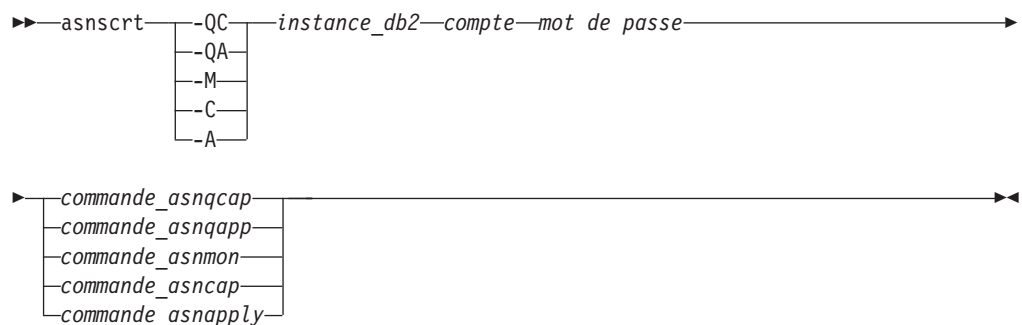 asnscrt -QC instance_db2 compte mot de passe
-QA
-M
-C
-A
commande_asnqcap
commande_asnqapp
commande_asnmon
commande_asncap
commande_asnapply